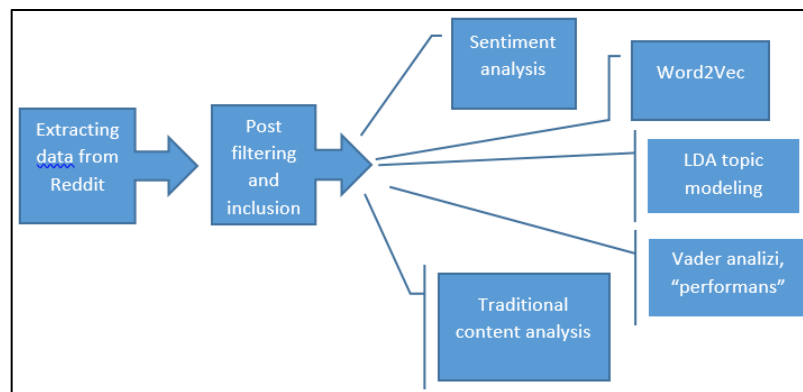 Extracting
data from
Reddit
Post
filtering
and
inclusion
Sentiment
analysis
Word2Vec
LDA topic
modeling
Vader analizi,
“performans”
Traditional
content analysis